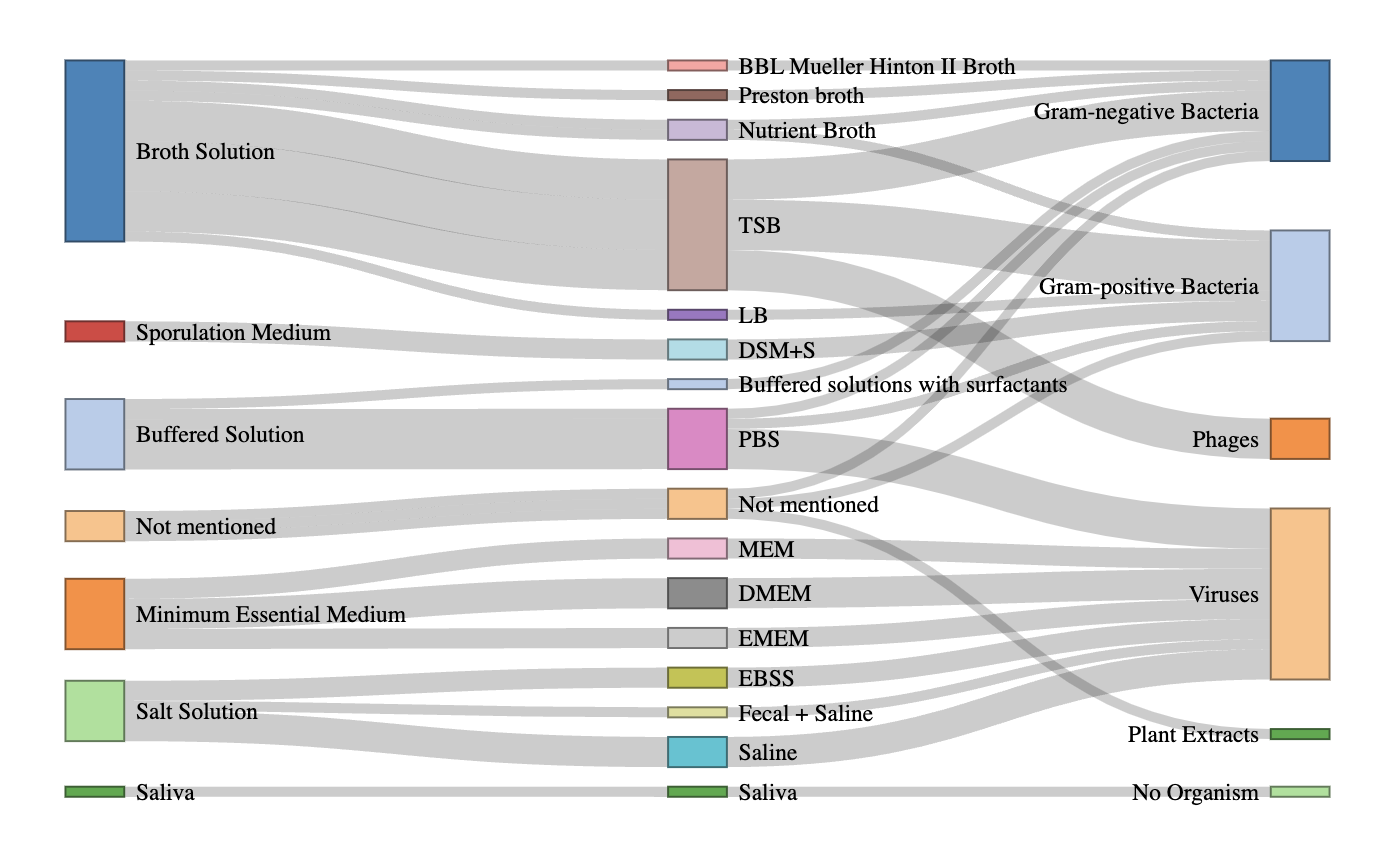 Broth Solution
Sporulation Medium
Buffered Solution
Not mentioned
Minimum Essential Medium
Salt Solution
Saliva
BBL Mueller Hinton II Broth
Preston broth
Nutrient Broth
TSB
LB
DSM+S
Buffered solutions with surfactants
PBS
Not mentioned
MEM
DMEM
EMEM
EBSS
Fecal + Saline
Saline
Saliva
Gram-negative Bacteria
Gram-positive Bacteria
Phages
Viruses
Plant Extracts
No Organism